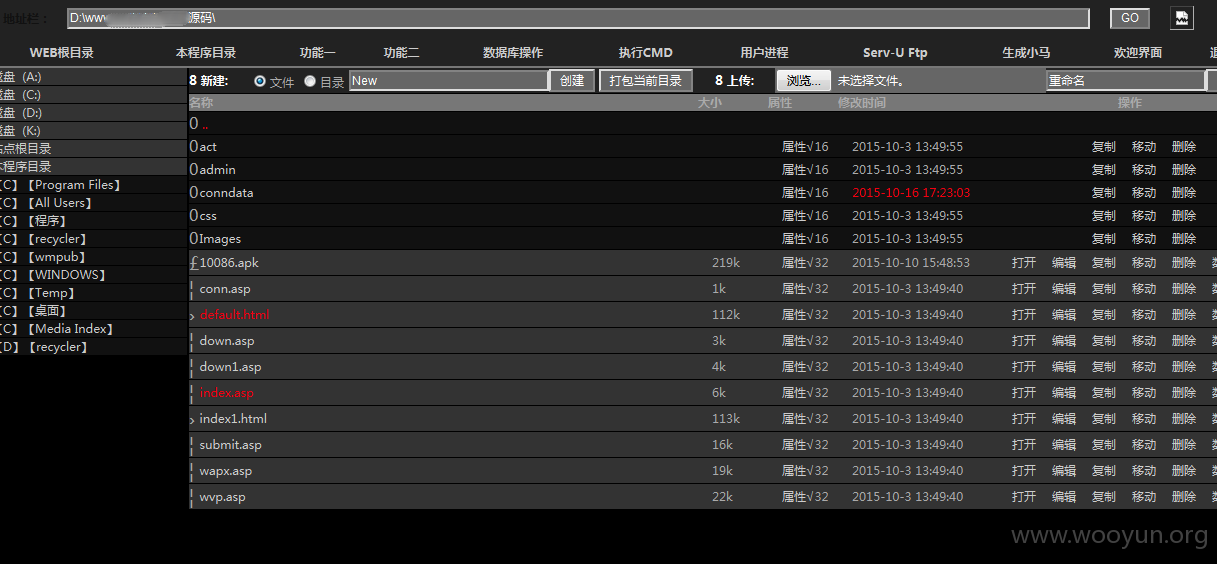 地址栏： D:\www 源码\ GO
WEB根目录 本程序目录 功能一 功能二 数据库操作 执行CMD 用户进程 Serv-U Ftp 生成小马 欢迎界面
磁盘 (A:)
磁盘 (C:)
磁盘 (D:)
磁盘 (K:)
站点根目录
本程序目录
【C】【Program Files】
【C】【All Users】
【C】【程序】
【C】【recycler】
【C】【wmpub】
【C】【WINDOWS】
【C】【Temp】
【C】【桌面】
【C】【Media Index】
【D】【recycler】
8 新建: 文件 目录 New 创建 打包当前目录 8 上传: 浏览... 未选择文件。 重命名
名称 大小 属性 修改时间 操作
0 ..
0 act 属性√16 2015-10-3 13:49:55 复制 移动 删除
0 admin 属性√16 2015-10-3 13:49:55 复制 移动 删除
0 conndata 属性√16 2015-10-16 17:23:03 复制 移动 删除
0 css 属性√16 2015-10-3 13:49:55 复制 移动 删除
0 Images 属性√16 2015-10-3 13:49:55 复制 移动 删除
£ 10086.apk 219k 属性√32 2015-10-10 15:48:53 打开 编辑 复制 移动 删除
¦ conn.asp 1k 属性√32 2015-10-3 13:49:40 打开 编辑 复制 移动 删除
› default.html 112k 属性√32 2015-10-3 13:49:40 打开 编辑 复制 移动 删除
¦ down.asp 3k 属性√32 2015-10-3 13:49:40 打开 编辑 复制 移动 删除
¦ down1.asp 4k 属性√32 2015-10-3 13:49:40 打开 编辑 复制 移动 删除
¦ index.asp 6k 属性√32 2015-10-3 13:49:40 打开 编辑 复制 移动 删除
› index1.html 113k 属性√32 2015-10-3 13:49:40 打开 编辑 复制 移动 删除
¦ submit.asp 16k 属性√32 2015-10-3 13:49:40 打开 编辑 复制 移动 删除
¦ wapx.asp 19k 属性√32 2015-10-3 13:49:40 打开 编辑 复制 移动 删除
¦ wvp.asp 22k 属性√32 2015-10-3 13:49:40 打开 编辑 复制 移动 删除
www.wooyun.org